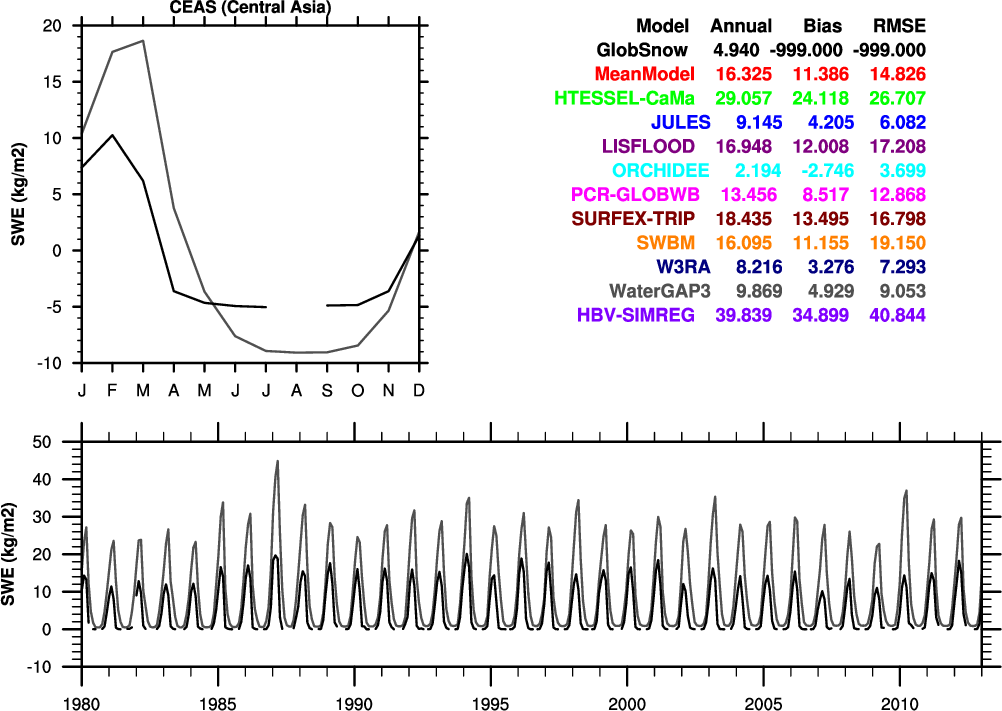 CEAS (Central Asia)
20
15
10
5
0
-5
-10
SWE (kg/m2)
J F M A M J J A S O N D
Model Annual Bias RMSE
GlobSnow 4.940 -999.000 -999.000
MeanModel 16.325 11.386 14.826
HTESSEL-CaMa 29.057 24.118 26.707
JULES 9.145 4.205 6.082
LISFLOOD 16.948 12.008 17.208
ORCHIDEE 2.194 -2.746 3.699
PCR-GLOBWB 13.456 8.517 12.868
SURFEX-TRIP 18.435 13.495 16.798
SWBM 16.095 11.155 19.150
W3RA 8.216 3.276 7.293
WaterGAP3 9.869 4.929 9.053
HBV-SIMREG 39.839 34.899 40.844
50
40
30
20
10
0
-10
SWE (kg/m2)
1980 1985 1990 1995 2000 2005 2010